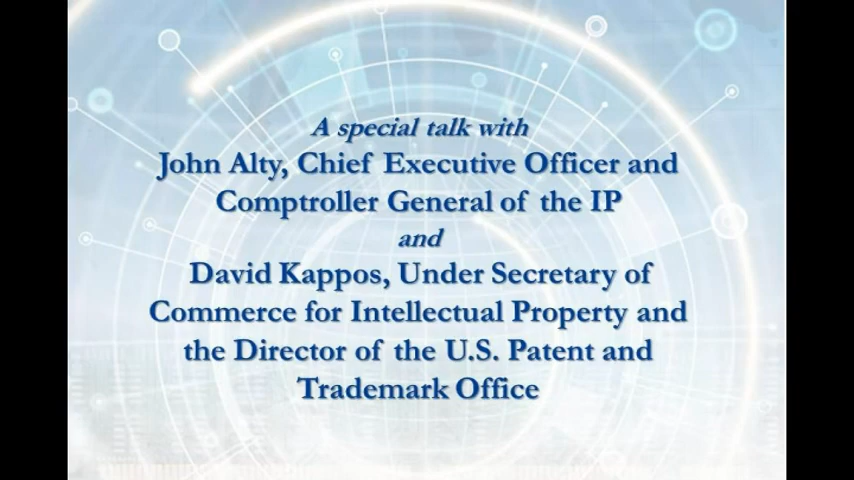 A special talk with
John Alty, Chief Executive Officer and
Comptroller General of the IP
and
David Kappos, Under Secretary of
Commerce for Intellectual Property and
the Director of the U.S. Patent and
Trademark Office